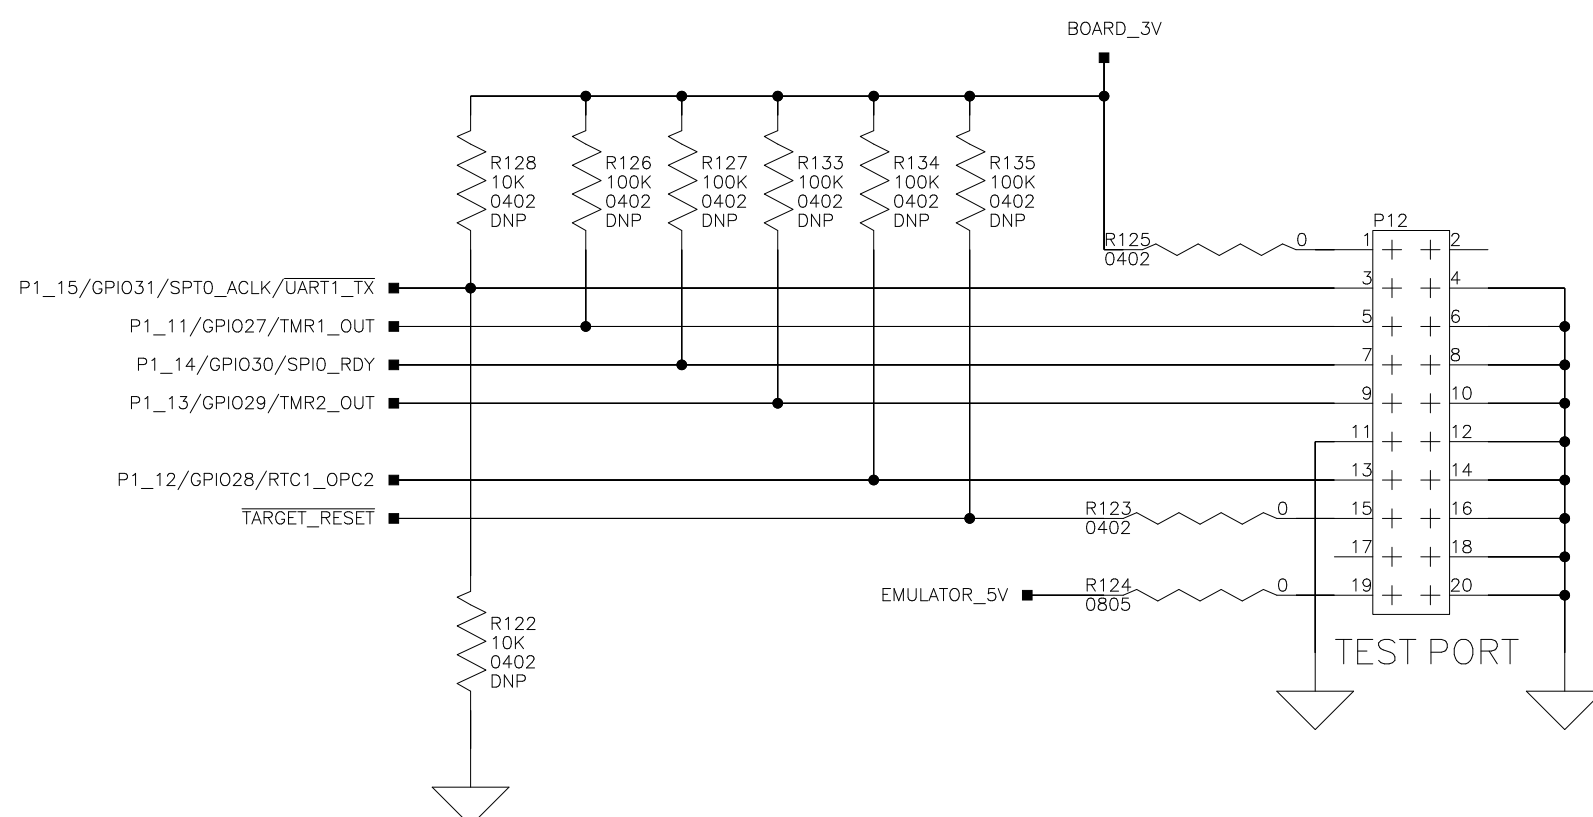 BOARD_3V
R128
10K
0402
DNP
R126
100K
0402
DNP
R127
100K
0402
DNP
R133
100K
0402
DNP
R134
100K
0402
DNP
R135
100K
0402
DNP
P12
R125 0
0402
1 2
P1_15/GPIO31/SPT0_ACLK/UART1_TX
3 4
P1_11/GPIO27/TMR1_OUT
5 6
P1_14/GPIO30/SPI0_RDY
7 8
P1_13/GPIO29/TMR2_OUT
9 10
11 12
P1_12/GPIO28/RTC1_OPC2
13 14
TARGET_RESET
R123 0
0402
15 16
17 18
EMULATOR_5V
R124 0
0805
19 20
R122
10K
0402
DNP
TEST PORT